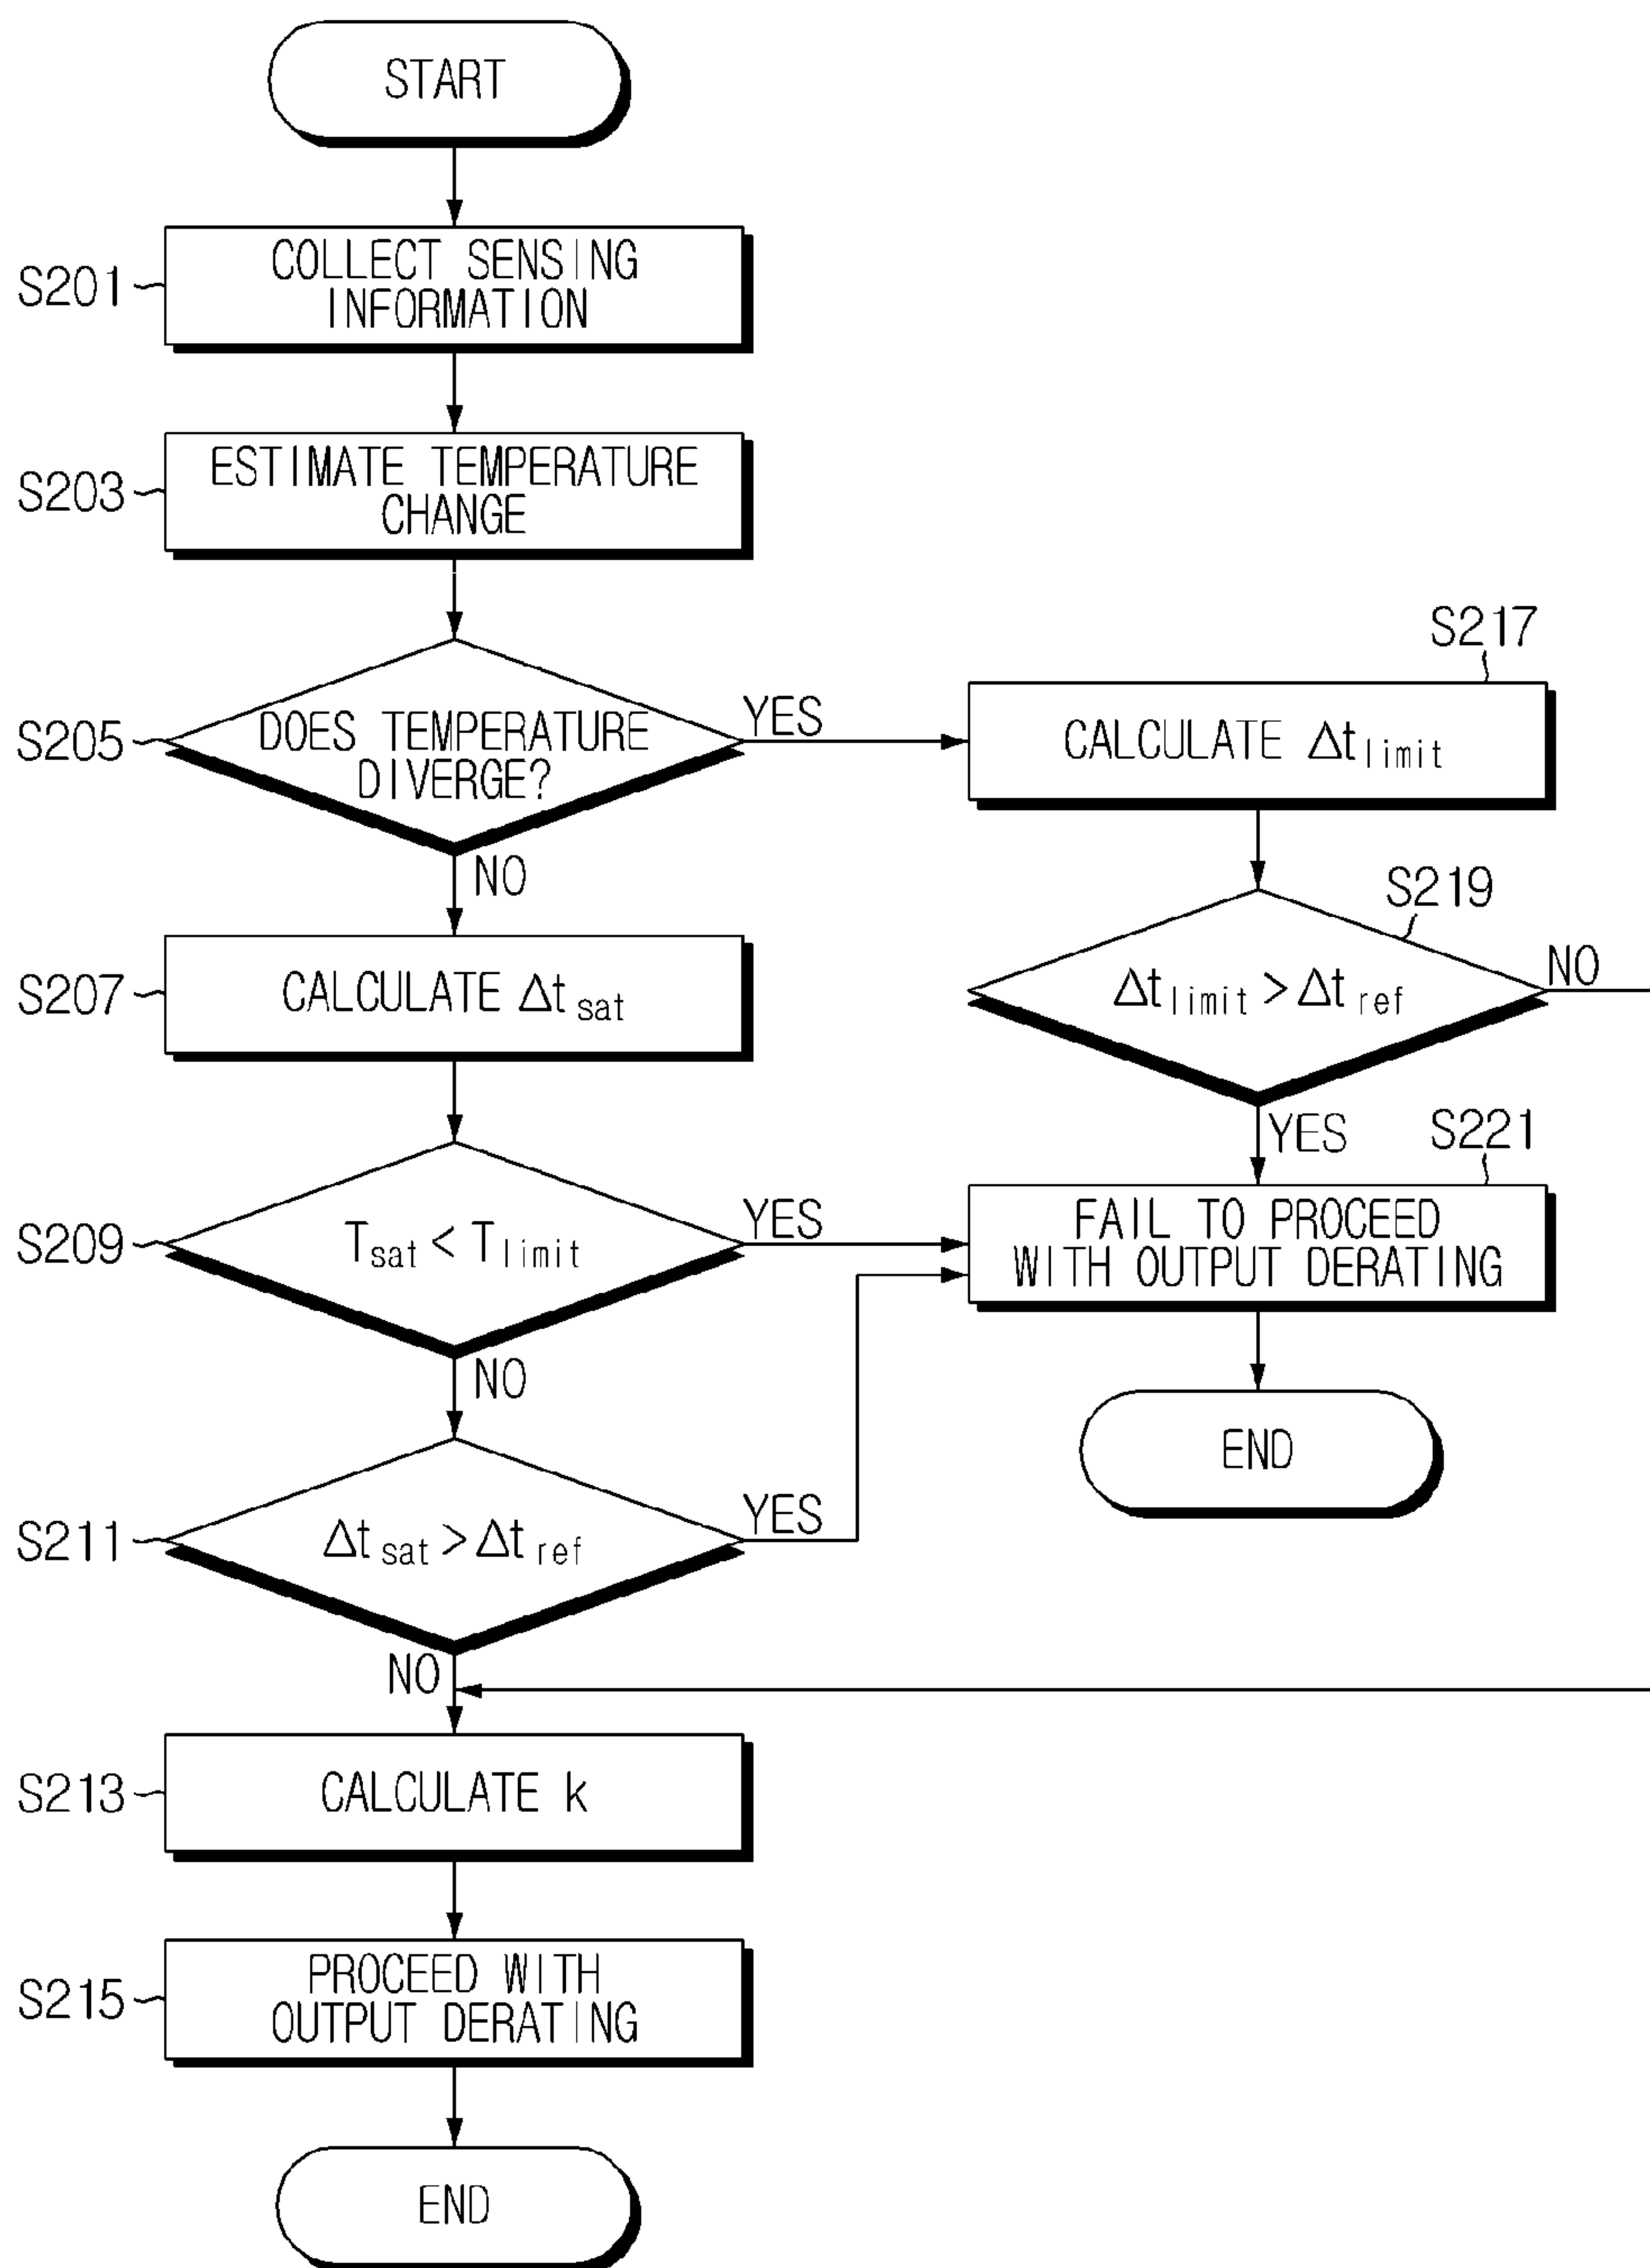 START
S201
COLLECT SENSING
INFORMATION
S203
ESTIMATE TEMPERATURE
CHANGE
S205
DOES TEMPERATURE
DIVERGE?
YES
NO
S217
CALCULATE Δt limit
S219
Δt limit > Δt ref
NO
YES
S207
CALCULATE Δt sat
S209
T sat < T limit
YES
NO
S221
FAIL TO PROCEED
WITH OUTPUT DERATING
END
S211
Δt sat > Δt ref
YES
NO
S213
CALCULATE k
S215
PROCEED WITH
OUTPUT DERATING
END